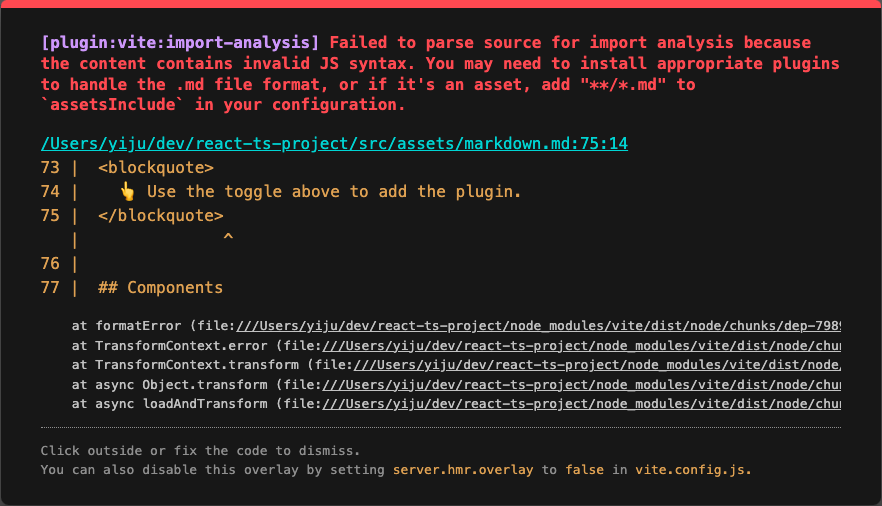 [plugin:vite:import-analysis] Failed to parse source for import analysis because
the content contains invalid JS syntax. You may need to install appropriate plugins
to handle the .md file format, or if it's an asset, add "**/*.md" to
`assetsInclude` in your configuration.
/Users/yiju/dev/react-ts-project/src/assets/markdown.md:75:14
73 |  <blockquote>
74 |    👆 Use the toggle above to add the plugin.
75 |  </blockquote>
   |               ^
76 |
77 |  ## Components
at formatError (file:///Users/yiju/dev/react-ts-project/node_modules/vite/dist/node/chunks/dep-7989
at TransformContext.error (file:///Users/yiju/dev/react-ts-project/node_modules/vite/dist/node/chun
at TransformContext.transform (file:///Users/yiju/dev/react-ts-project/node_modules/vite/dist/node/
at async Object.transform (file:///Users/yiju/dev/react-ts-project/node_modules/vite/dist/node/chun
at async loadAndTransform (file:///Users/yiju/dev/react-ts-project/node_modules/vite/dist/node/chun
Click outside or fix the code to dismiss.
You can also disable this overlay by setting server.hmr.overlay to false in vite.config.js.